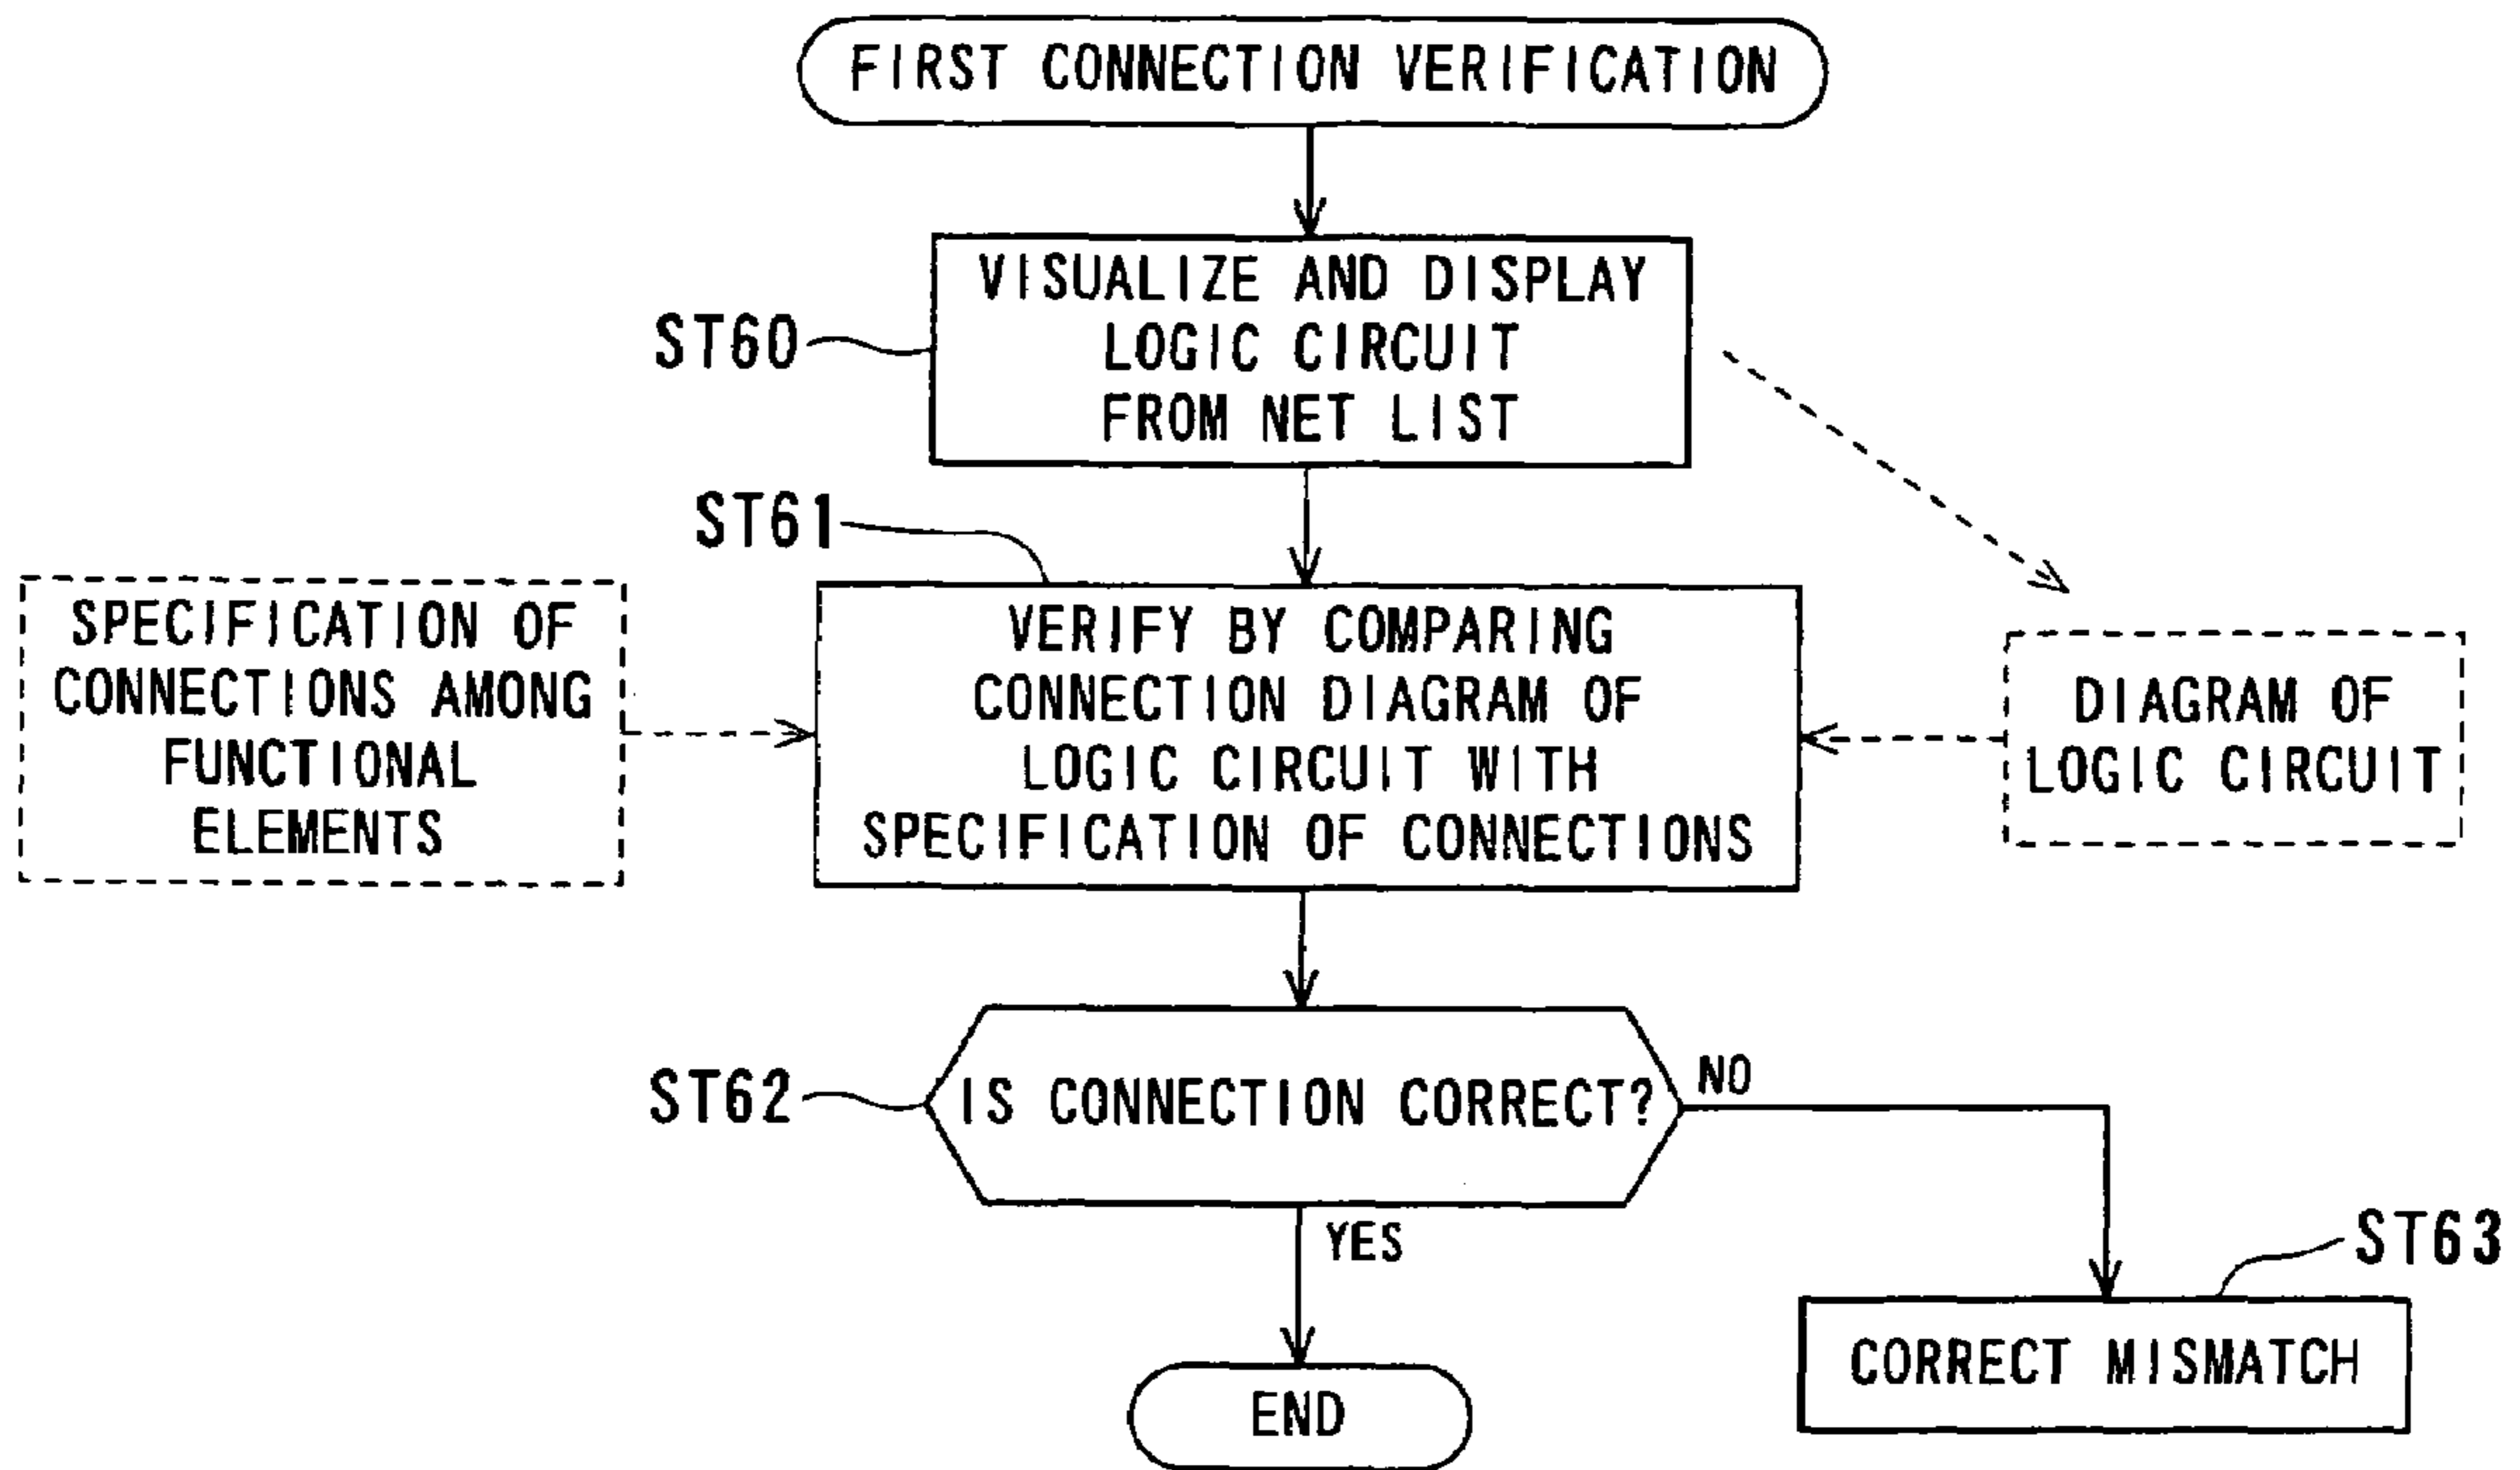 FIRST CONNECTION VERIFICATION
VISUALIZE AND DISPLAY
LOGIC CIRCUIT
FROM NET LIST
ST60
ST61
SPECIFICATION OF
CONNECTIONS AMONG
FUNCTIONAL
ELEMENTS
VERIFY BY COMPARING
CONNECTION DIAGRAM OF
LOGIC CIRCUIT WITH
SPECIFICATION OF CONNECTIONS
DIAGRAM OF
LOGIC CIRCUIT
ST62
IS CONNECTION CORRECT?
NO
YES
ST63
CORRECT MISMATCH
END